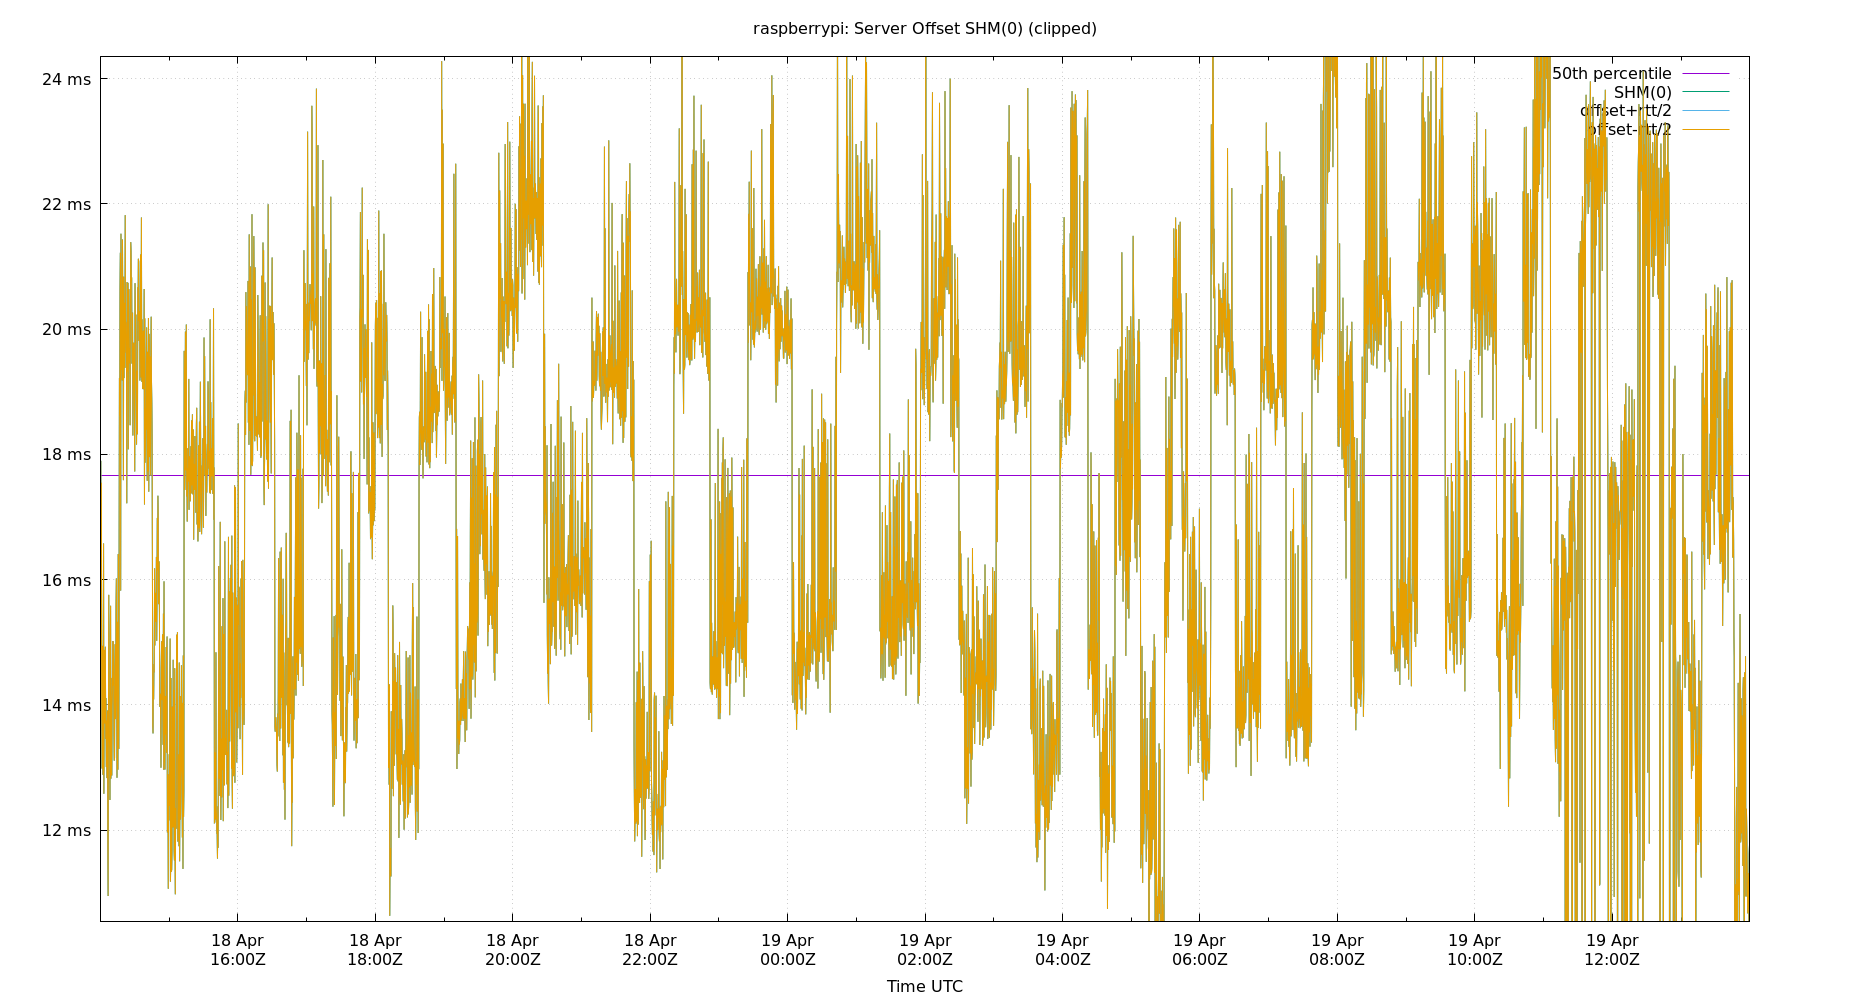 raspberrypi: Server Offset SHM(0) (clipped)
24 ms
22 ms
20 ms
18 ms
16 ms
14 ms
12 ms
50th percentile
SHM(0)
offset+rtt/2
offset-rtt/2
18 Apr
16:00Z
18 Apr
18:00Z
18 Apr
20:00Z
18 Apr
22:00Z
19 Apr
00:00Z
19 Apr
02:00Z
19 Apr
04:00Z
19 Apr
06:00Z
19 Apr
08:00Z
19 Apr
10:00Z
19 Apr
12:00Z
Time UTC